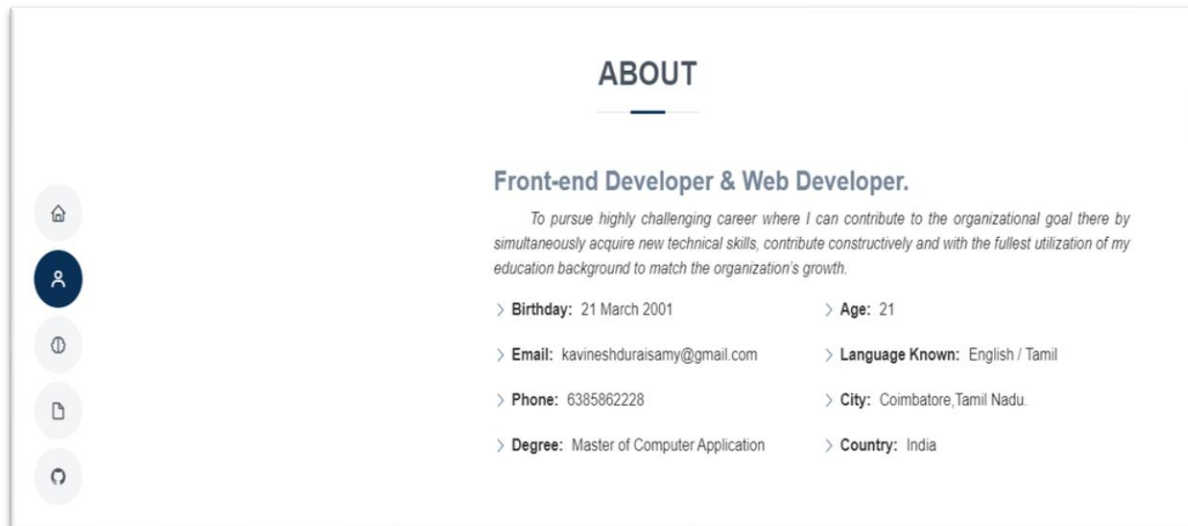 ABOUT
Front-end Developer & Web Developer.
To pursue highly challenging career where I can contribute to the organizational goal there by
simultaneously acquire new technical skills, contribute constructively and with the fullest utilization of my
education background to match the organization's growth.
Birthday: 21 March 2001
Age: 21
Email: kavineshduraisamy@gmail.com
Language Known: English / Tamil
Phone: 6385862228
City: Coimbatore,Tamil Nadu.
Degree: Master of Computer Application
Country: India